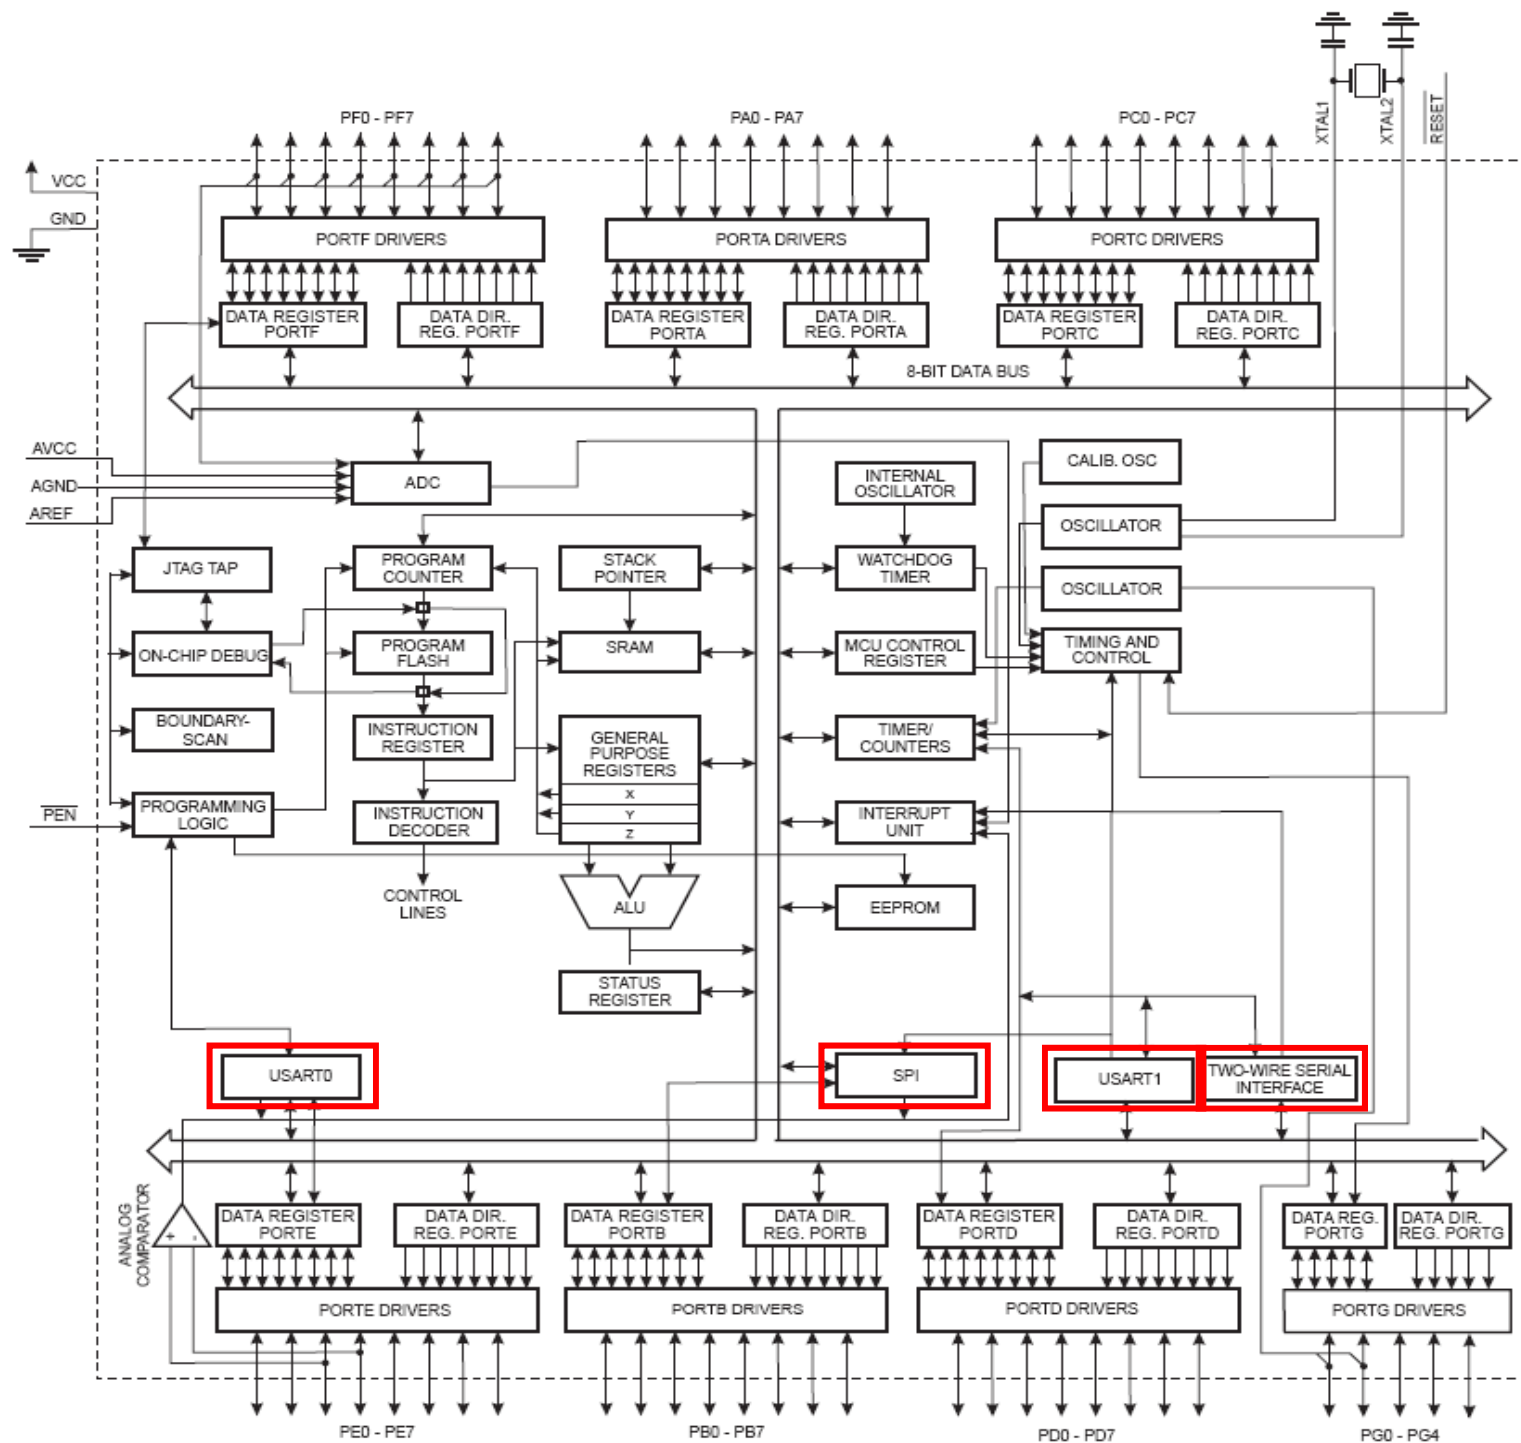 XTAL1
XTAL2
RESET
PF0 - PF7
PA0 - PA7
PC0 - PC7
VCC
GND
PORTF DRIVERS
PORTA DRIVERS
PORTC DRIVERS
DATA REGISTER
PORTF
DATA DIR.
REG. PORTF
DATA REGISTER
PORTA
DATA DIR.
REG. PORTA
DATA REGISTER
PORTC
DATA DIR.
REG. PORTC
8-BIT DATA BUS
AVCC
AGND
AREF
ADC
INTERNAL
OSCILLATOR
CALIB. OSC
OSCILLATOR
JTAG TAP
PROGRAM
COUNTER
STACK
POINTER
WATCHDOG
TIMER
OSCILLATOR
ON-CHIP DEBUG
PROGRAM
FLASH
SRAM
MCU CONTROL
REGISTER
TIMING AND
CONTROL
BOUNDARY-
SCAN
INSTRUCTION
REGISTER
GENERAL
PURPOSE
REGISTERS
X
Y
Z
TIMER/
COUNTERS
PEN
PROGRAMMING
LOGIC
INSTRUCTION
DECODER
INTERRUPT
UNIT
CONTROL
LINES
ALU
EEPROM
STATUS
REGISTER
USART0
SPI
USART1
TWO-WIRE SERIAL
INTERFACE
ANALOG
COMPARATOR
+
-
DATA REGISTER
PORTE
DATA DIR.
REG. PORTE
DATA REGISTER
PORTB
DATA DIR.
REG. PORTB
DATA REGISTER
PORTD
DATA DIR.
REG. PORTD
DATA REG.
PORTG
DATA DIR.
REG. PORTG
PORTE DRIVERS
PORTB DRIVERS
PORTD DRIVERS
PORTG DRIVERS
PE0 - PE7
PB0 - PB7
PD0 - PD7
PG0 - PG4